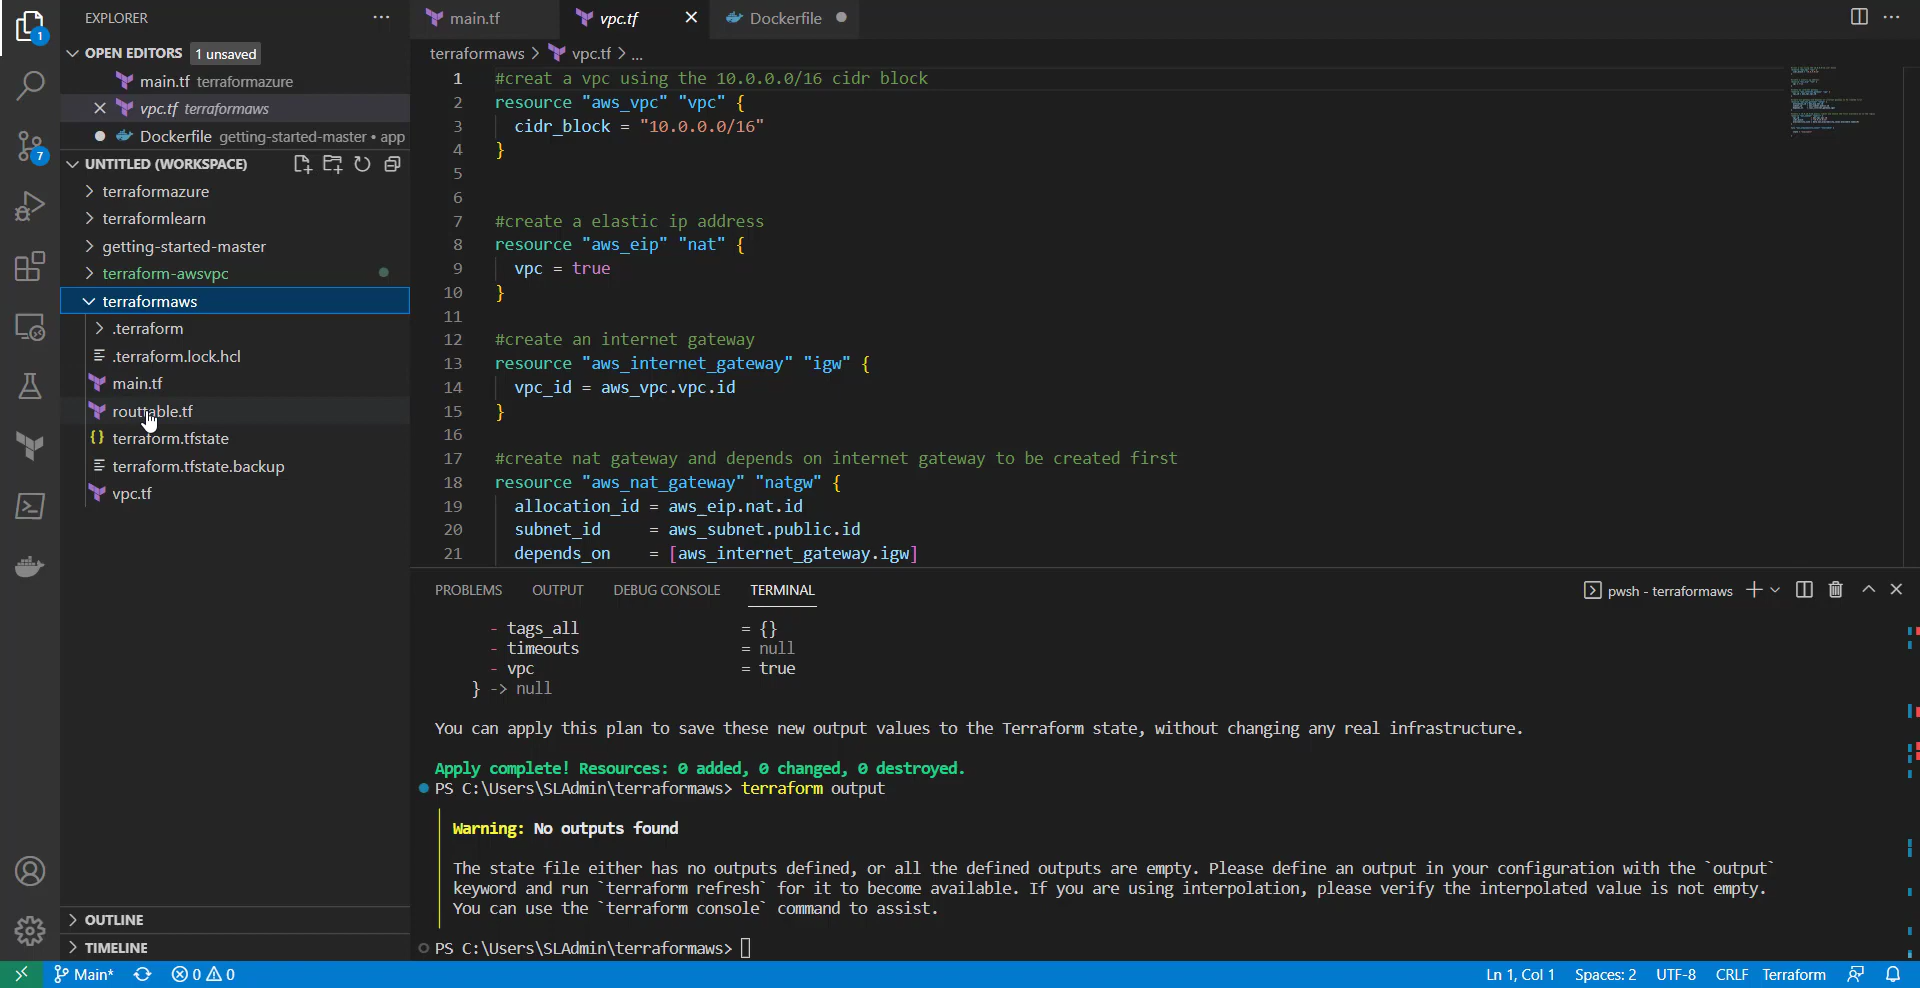 EXPLORER
···
main.tf
vpc.tf
Dockerfile
OPEN EDITORS
1 unsaved
main.tf terraformazure
vpc.tf terraformaws
Dockerfile getting-started-master • app
UNTITLED (WORKSPACE)
terraformazure
terraformlearn
getting-started-master
terraform-awsvpc
terraformaws
.terraform
.terraform.lock.hcl
main.tf
routtable.tf
terraform.tfstate
terraform.tfstate.backup
vpc.tf
OUTLINE
TIMELINE
1
7
terraformaws > vpc.tf > ...
1 #creat a vpc using the 10.0.0.0/16 cidr block
2 resource "aws_vpc" "vpc" {
3 cidr_block = "10.0.0.0/16"
4 }
5
6
7 #create a elastic ip address
8 resource "aws_eip" "nat" {
9 vpc = true
10 }
11
12 #create an internet gateway
13 resource "aws_internet_gateway" "igw" {
14 vpc_id = aws_vpc.vpc.id
15 }
16
17 #create nat gateway and depends on internet gateway to be created first
18 resource "aws_nat_gateway" "natgw" {
19 allocation_id = aws_eip.nat.id
20 subnet_id     = aws_subnet.public.id
21 depends_on    = [aws_internet_gateway.igw]
PROBLEMS OUTPUT DEBUG CONSOLE TERMINAL
pwsh - terraformaws
- tags_all = {}
- timeouts = null
- vpc = true
} -> null
You can apply this plan to save these new output values to the Terraform state, without changing any real infrastructure.
Apply complete! Resources: 0 added, 0 changed, 0 destroyed.
PS C:\Users\SLAdmin\terraformaws> terraform output
Warning: No outputs found
The state file either has no outputs defined, or all the defined outputs are empty. Please define an output in your configuration with the `output`
keyword and run `terraform refresh` for it to become available. If you are using interpolation, please verify the interpolated value is not empty.
You can use the `terraform console` command to assist.
PS C:\Users\SLAdmin\terraformaws>
Main* 0 0
Ln 1, Col 1 Spaces: 2 UTF-8 CRLF Terraform